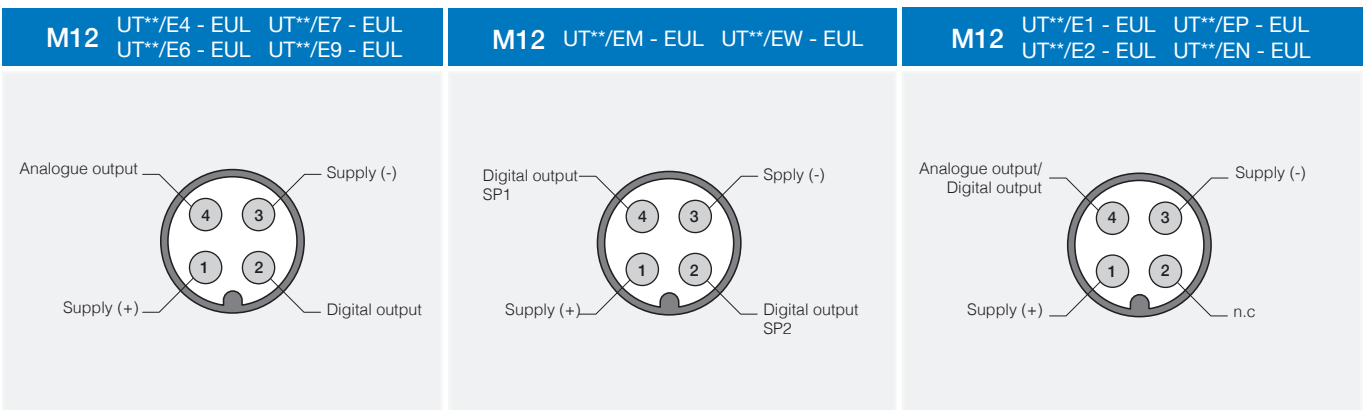 M12 UT**/E4 - EUL UT**/E7 - EUL
UT**/E6 - EUL UT**/E9 - EUL
Analogue output
Supply (-)
4 3
1 2
Supply (+)
Digital output
M12 UT**/EM - EUL UT**/EW - EUL
Digital output
SP1
Spply (-)
4 3
1 2
Supply (+)
Digital output
SP2
M12 UT**/E1 - EUL UT**/EP - EUL
UT**/E2 - EUL UT**/EN - EUL
Analogue output/
Digital output
Supply (-)
4 3
1 2
Supply (+)
n.c